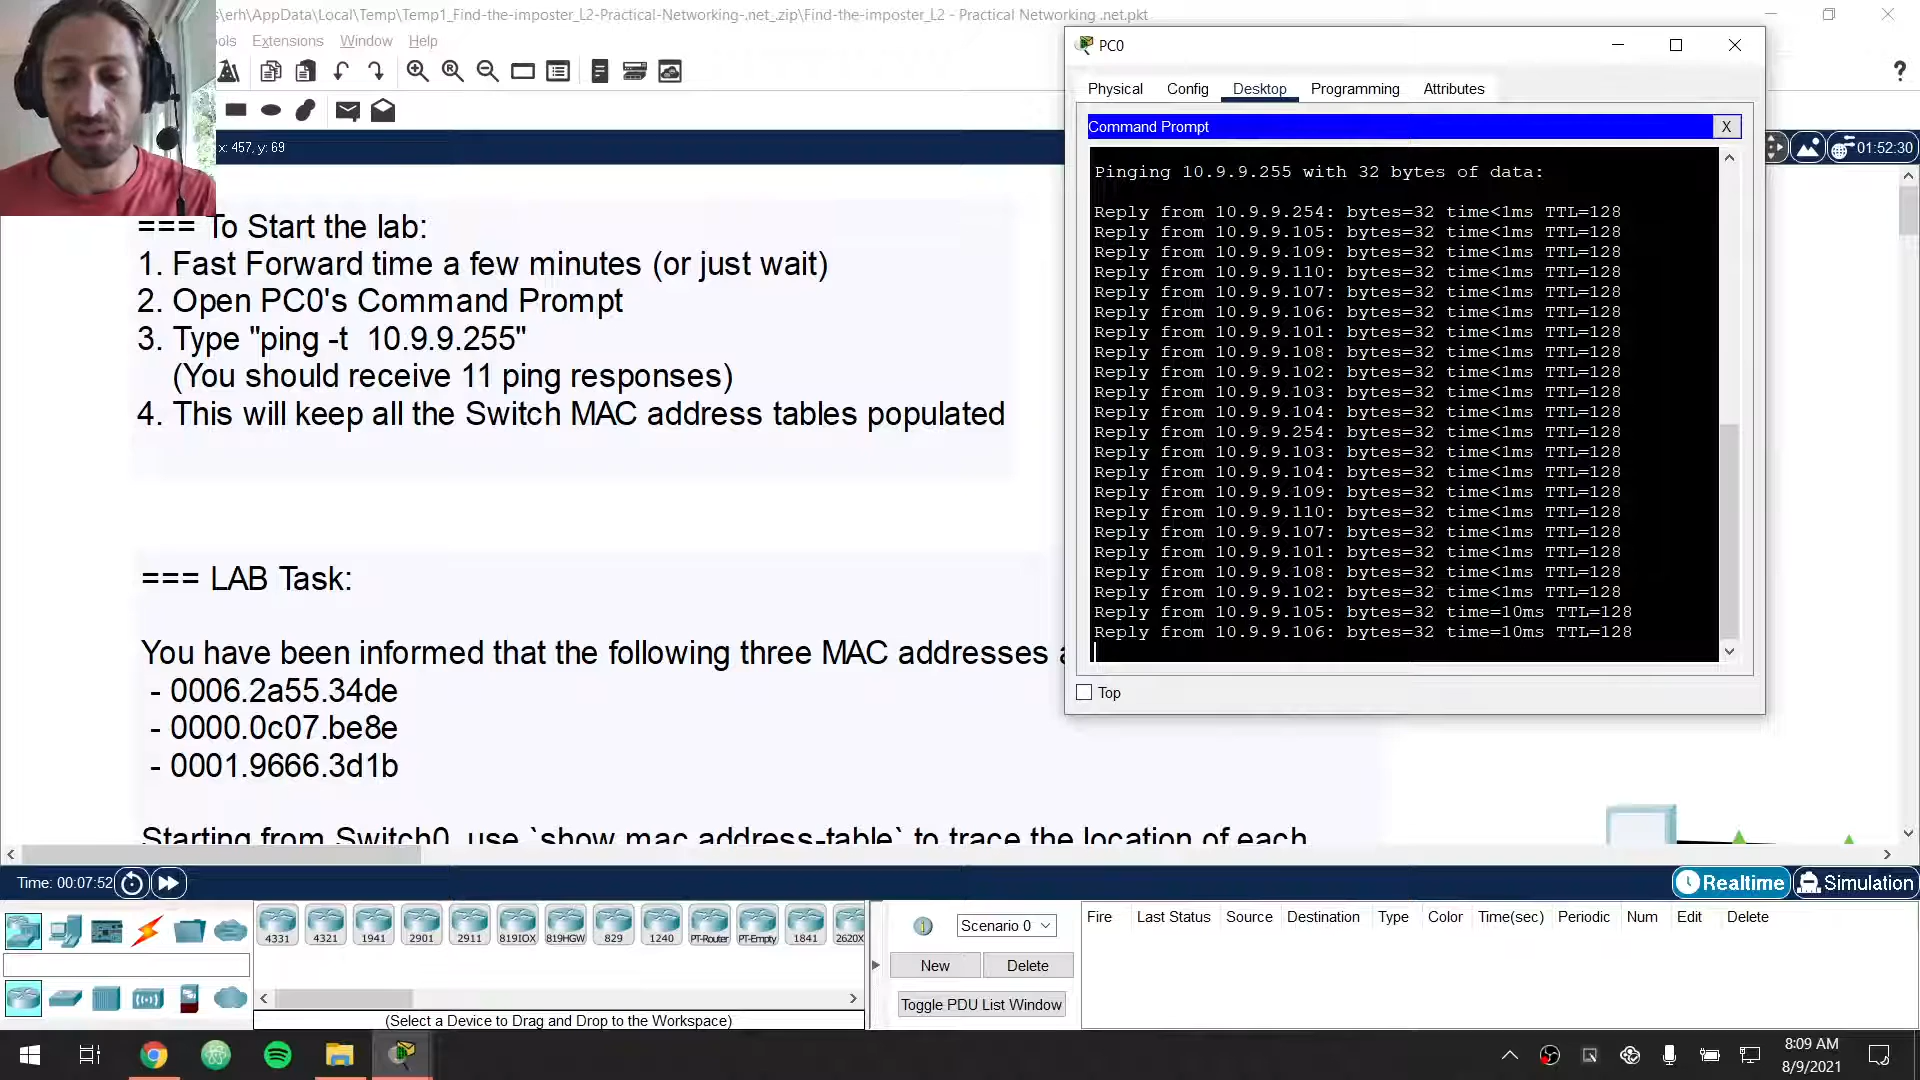 s\erh\AppData\Local\Temp\Temp1_Find-the-imposter_L2-Practical-Networking-.net_.zip\Find-the-imposter_L2 - Practical Networking .net.pkt
ols Extensions Window Help
x: 457, y: 69
01:52:30
=== To Start the lab:
1. Fast Forward time a few minutes (or just wait)
2. Open PC0's Command Prompt
3. Type "ping -t 10.9.9.255"
(You should receive 11 ping responses)
4. This will keep all the Switch MAC address tables populated
=== LAB Task:
You have been informed that the following three MAC addresses a
- 0006.2a55.34de
- 0000.0c07.be8e
- 0001.9666.3d1b
Starting from Switch0, use `show mac address-table` to trace the location of each
PC0
Physical Config Desktop Programming Attributes
Command Prompt X
Pinging 10.9.9.255 with 32 bytes of data:
Reply from 10.9.9.254: bytes=32 time<1ms TTL=128
Reply from 10.9.9.105: bytes=32 time<1ms TTL=128
Reply from 10.9.9.109: bytes=32 time<1ms TTL=128
Reply from 10.9.9.110: bytes=32 time<1ms TTL=128
Reply from 10.9.9.107: bytes=32 time<1ms TTL=128
Reply from 10.9.9.106: bytes=32 time<1ms TTL=128
Reply from 10.9.9.101: bytes=32 time<1ms TTL=128
Reply from 10.9.9.108: bytes=32 time<1ms TTL=128
Reply from 10.9.9.102: bytes=32 time<1ms TTL=128
Reply from 10.9.9.103: bytes=32 time<1ms TTL=128
Reply from 10.9.9.104: bytes=32 time<1ms TTL=128
Reply from 10.9.9.254: bytes=32 time<1ms TTL=128
Reply from 10.9.9.103: bytes=32 time<1ms TTL=128
Reply from 10.9.9.104: bytes=32 time<1ms TTL=128
Reply from 10.9.9.109: bytes=32 time<1ms TTL=128
Reply from 10.9.9.110: bytes=32 time<1ms TTL=128
Reply from 10.9.9.107: bytes=32 time<1ms TTL=128
Reply from 10.9.9.101: bytes=32 time<1ms TTL=128
Reply from 10.9.9.108: bytes=32 time<1ms TTL=128
Reply from 10.9.9.102: bytes=32 time<1ms TTL=128
Reply from 10.9.9.105: bytes=32 time=10ms TTL=128
Reply from 10.9.9.106: bytes=32 time=10ms TTL=128
Top
Time: 00:07:52
Realtime Simulation
4331 4321 1941 2901 2911 819IOX 819HGW 829 1240 PT-Router PT-Empty 1841 2620X
(Select a Device to Drag and Drop to the Workspace)
Scenario 0
New Delete
Toggle PDU List Window
Fire Last Status Source Destination Type Color Time(sec) Periodic Num Edit Delete
8:09 AM
8/9/2021